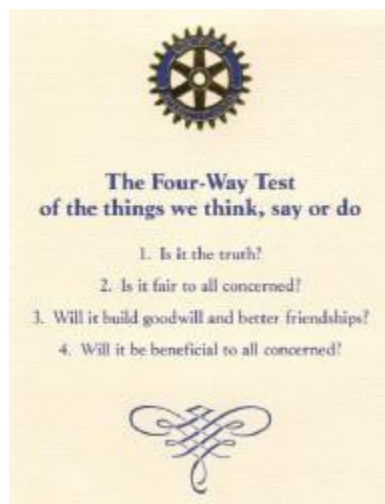 The Four-Way Test
of the things we think, say or do
1. Is it the truth?
2. Is it fair to all concerned?
3. Will it build goodwill and better friendships?
4. Will it be beneficial to all concerned?